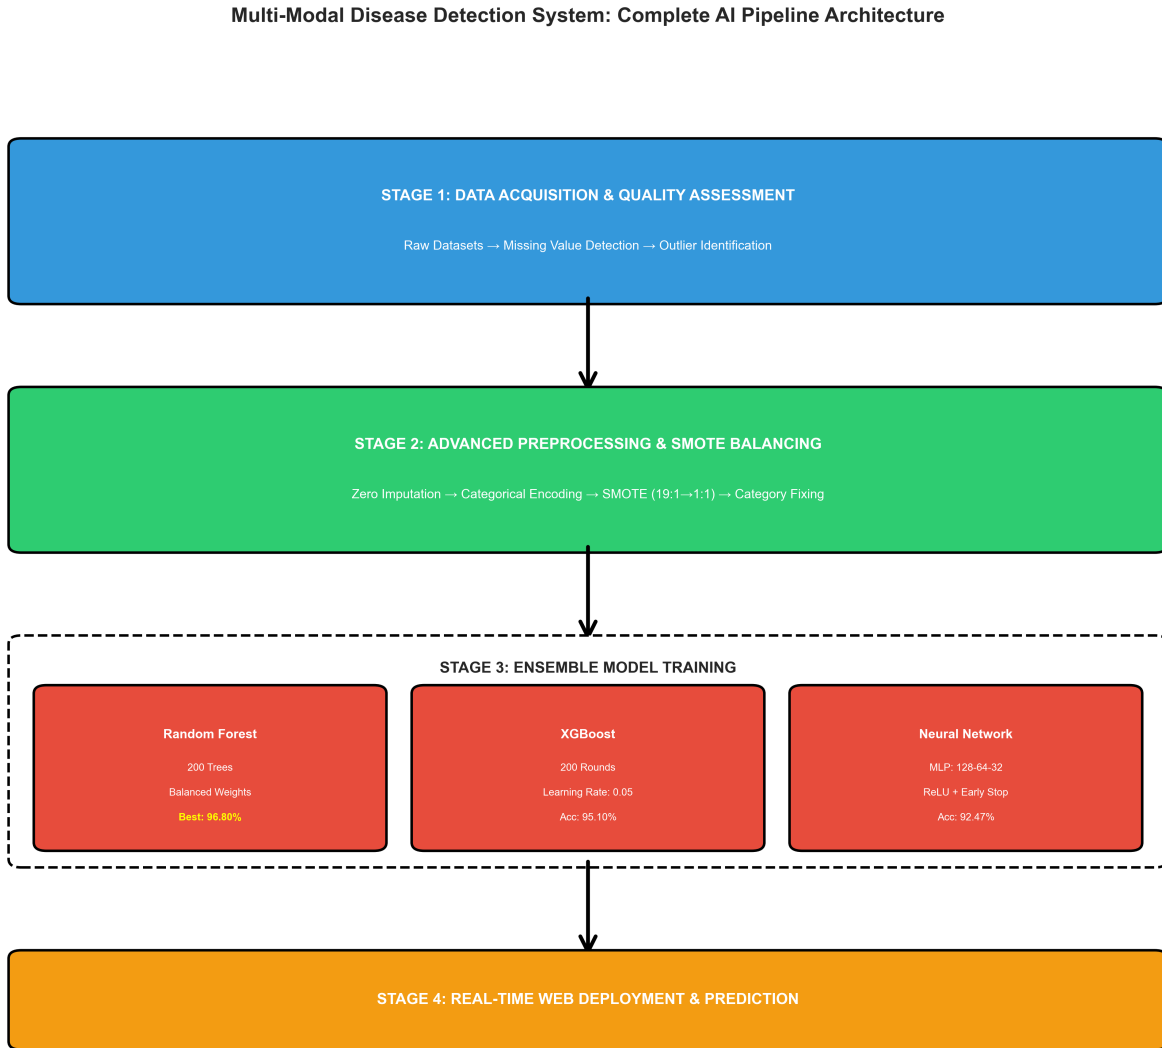 Multi-Modal Disease Detection System: Complete AI Pipeline Architecture
STAGE 1: DATA ACQUISITION & QUALITY ASSESSMENT
Raw Datasets → Missing Value Detection → Outlier Identification
STAGE 2: ADVANCED PREPROCESSING & SMOTE BALANCING
Zero Imputation → Categorical Encoding → SMOTE (19:1→1:1) → Category Fixing
STAGE 3: ENSEMBLE MODEL TRAINING
Random Forest
200 Trees
Balanced Weights
Best: 96.80%
XGBoost
200 Rounds
Learning Rate: 0.05
Acc: 95.10%
Neural Network
MLP: 128-64-32
ReLU + Early Stop
Acc: 92.47%
STAGE 4: REAL-TIME WEB DEPLOYMENT & PREDICTION